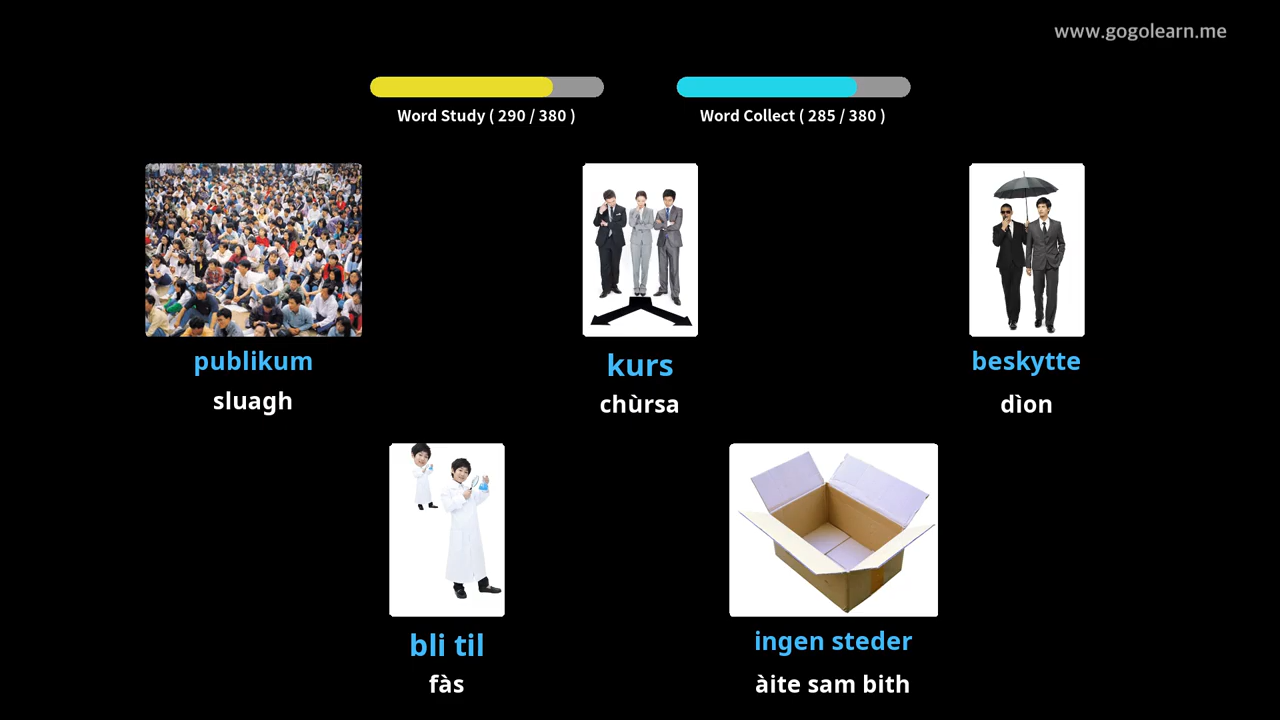 www.gogolearn.me
Word Study ( 290 / 380 )
Word Collect ( 285 / 380 )
publikum
sluagh
kurs
chùrsa
beskytte
dìon
bli til
fàs
ingen steder
àite sam bith